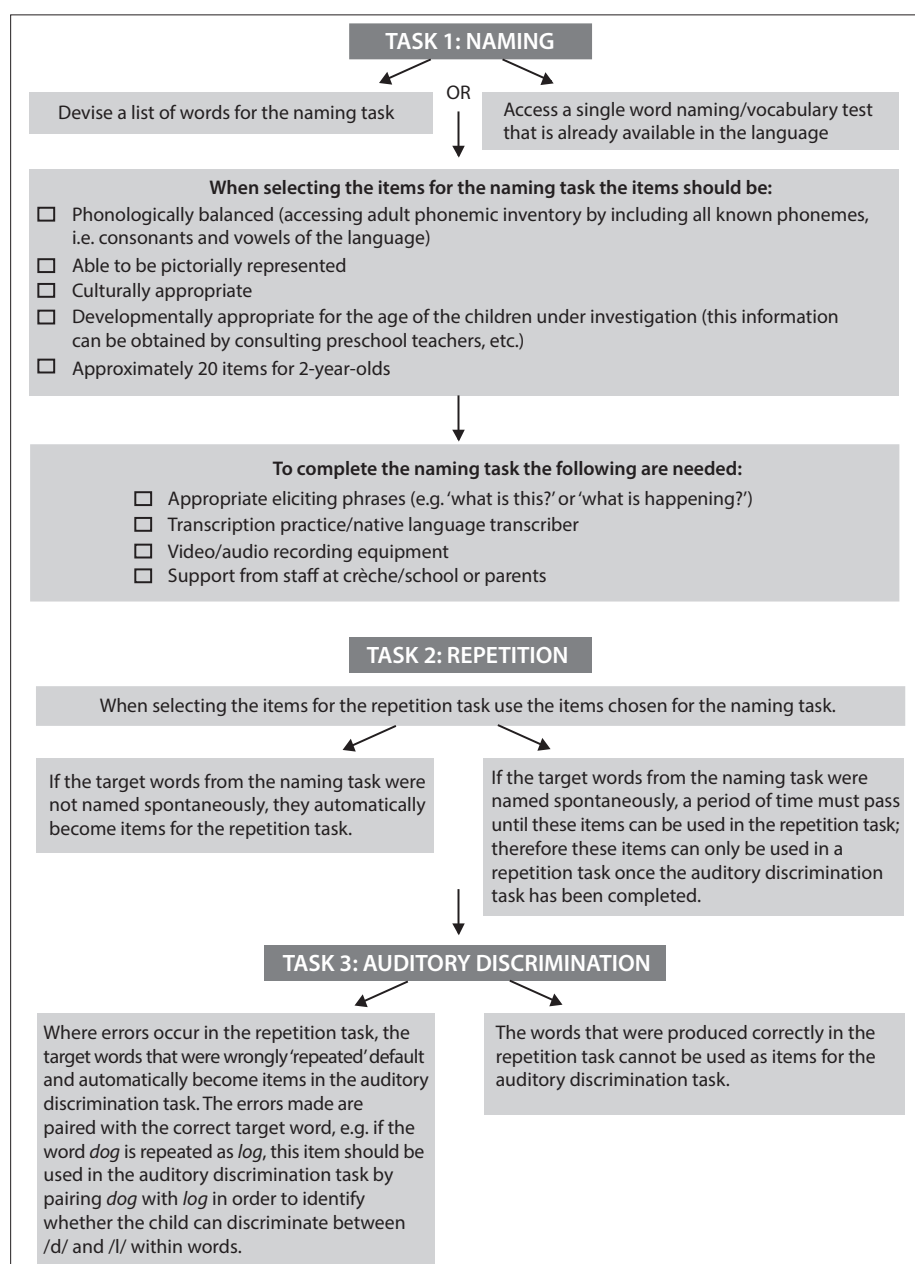 TASK 1: NAMING
OR
Devise a list of words for the naming task
Access a single word naming/vocabulary test
that is already available in the language
When selecting the items for the naming task the items should be:
☐ Phonologically balanced (accessing adult phonemic inventory by including all known phonemes,
i.e. consonants and vowels of the language)
☐ Able to be pictorially represented
☐ Culturally appropriate
☐ Developmentally appropriate for the age of the children under investigation (this information
can be obtained by consulting preschool teachers, etc.)
☐ Approximately 20 items for 2-year-olds
To complete the naming task the following are needed:
☐ Appropriate eliciting phrases (e.g. ‘what is this?’ or ‘what is happening?’)
☐ Transcription practice/native language transcriber
☐ Video/audio recording equipment
☐ Support from staff at crèche/school or parents
TASK 2: REPETITION
When selecting the items for the repetition task use the items chosen for the naming task.
If the target words from the naming task were
not named spontaneously, they automatically
become items for the repetition task.
If the target words from the naming task were
named spontaneously, a period of time must pass
until these items can be used in the repetition task;
therefore these items can only be used in a
repetition task once the auditory discrimination
task has been completed.
TASK 3: AUDITORY DISCRIMINATION
Where errors occur in the repetition task, the
target words that were wrongly ‘repeated’ default
and automatically become items in the auditory
discrimination task. The errors made are
paired with the correct target word, e.g. if the
word dog is repeated as log, this item should be
used in the auditory discrimination task by
pairing dog with log in order to identify
whether the child can discriminate between
/d/ and /l/ within words.
The words that were produced correctly in the
repetition task cannot be used as items for the
auditory discrimination task.